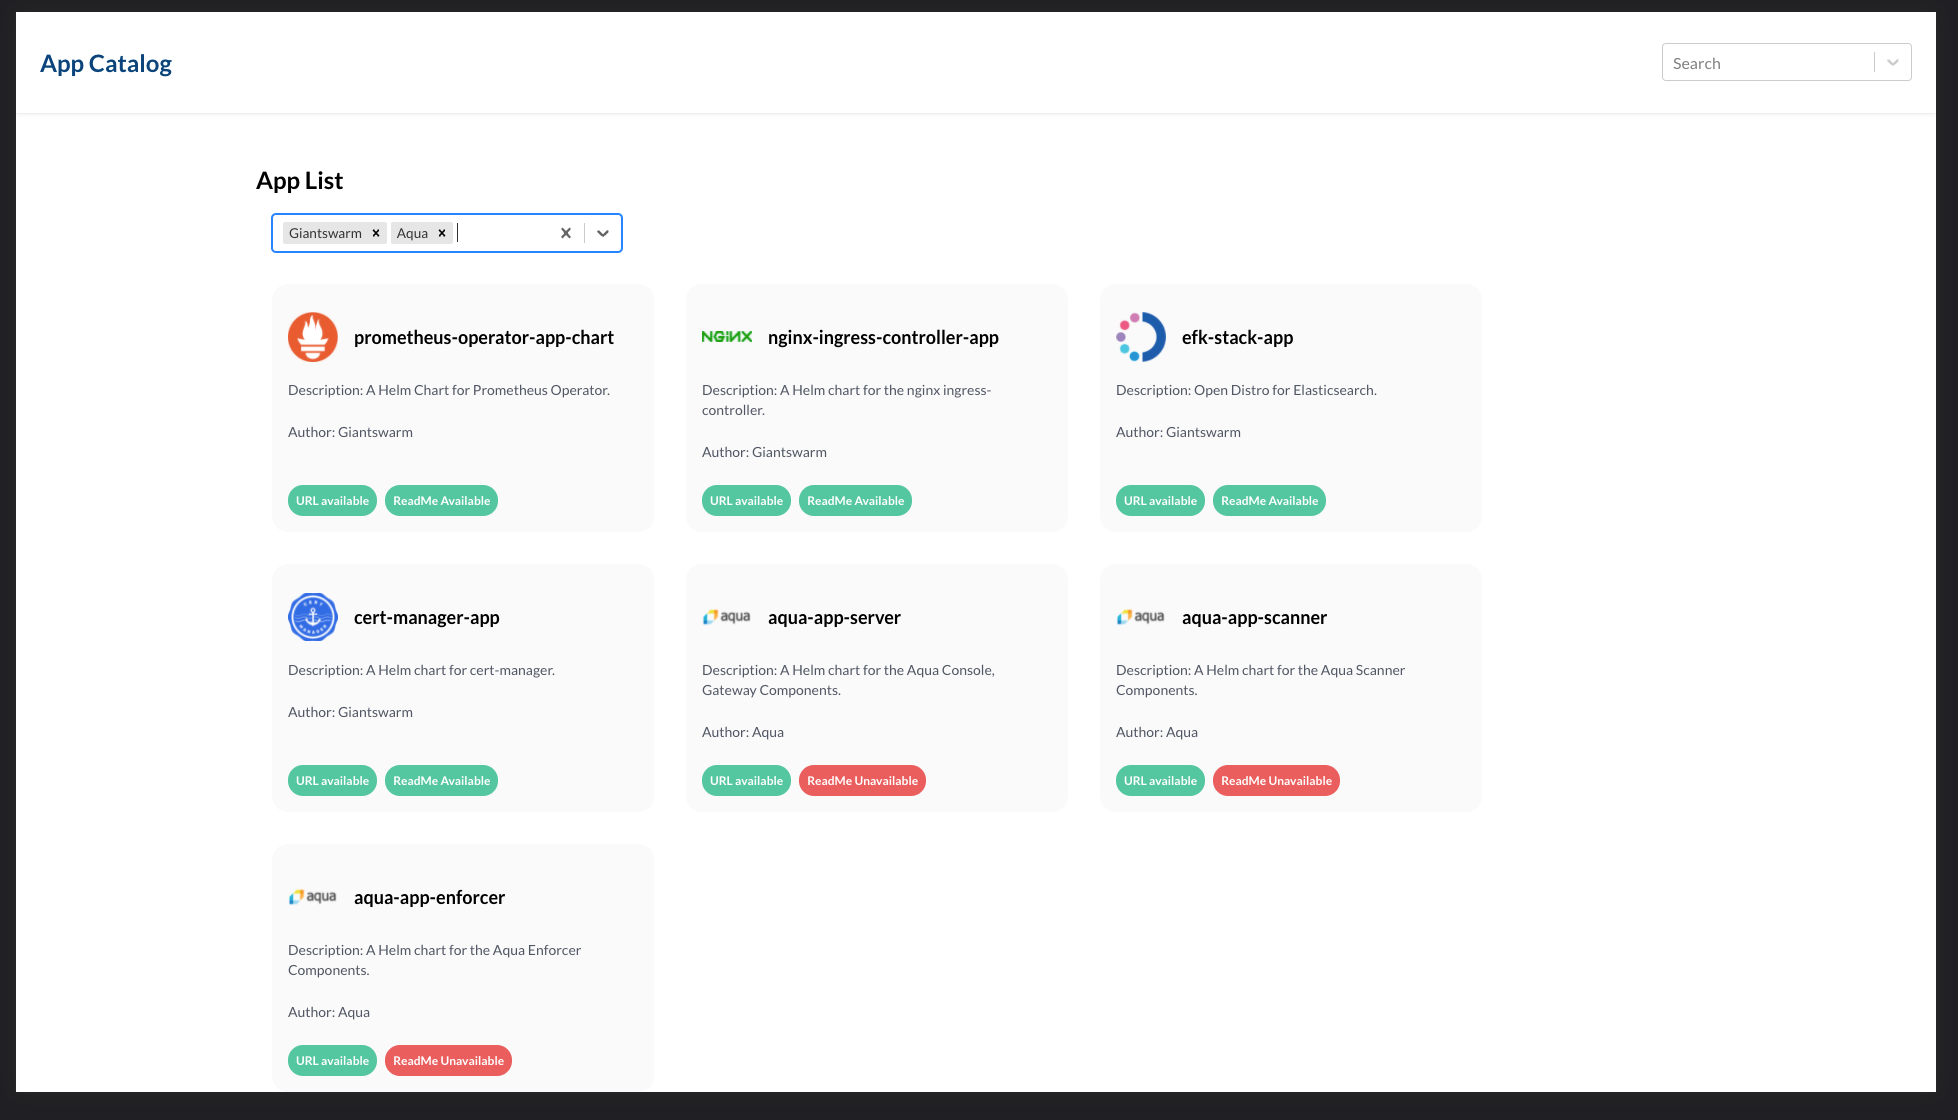 App Catalog
Search
App List
Giantswarm
Aqua
prometheus-operator-app-chart
Description: A Helm Chart for Prometheus Operator.
Author: Giantswarm
URL available
ReadMe Available
NGINX
nginx-ingress-controller-app
Description: A Helm chart for the nginx ingress-
controller.
Author: Giantswarm
URL available
ReadMe Available
efk-stack-app
Description: Open Distro for Elasticsearch.
Author: Giantswarm
URL available
ReadMe Available
CERT
MANAGER
cert-manager-app
Description: A Helm chart for cert-manager.
Author: Giantswarm
URL available
ReadMe Available
aqua
aqua-app-server
Description: A Helm chart for the Aqua Console,
Gateway Components.
Author: Aqua
URL available
ReadMe Unavailable
aqua
aqua-app-scanner
Description: A Helm chart for the Aqua Scanner
Components.
Author: Aqua
URL available
ReadMe Unavailable
aqua
aqua-app-enforcer
Description: A Helm chart for the Aqua Enforcer
Components.
Author: Aqua
URL available
ReadMe Unavailable